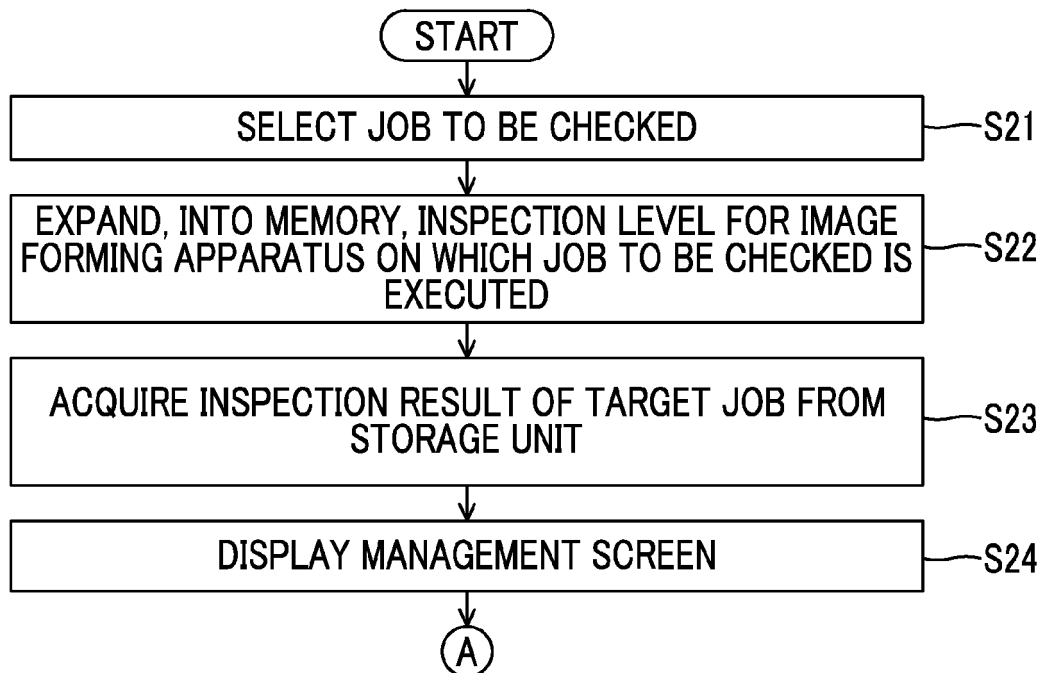 START
SELECT JOB TO BE CHECKED
S21
EXPAND, INTO MEMORY, INSPECTION LEVEL FOR IMAGE
FORMING APPARATUS ON WHICH JOB TO BE CHECKED IS
EXECUTED
S22
ACQUIRE INSPECTION RESULT OF TARGET JOB FROM
STORAGE UNIT
S23
DISPLAY MANAGEMENT SCREEN
S24
A